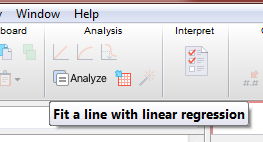 Window Help
board Analysis Interpret
Analyze
Fit a line with linear regression